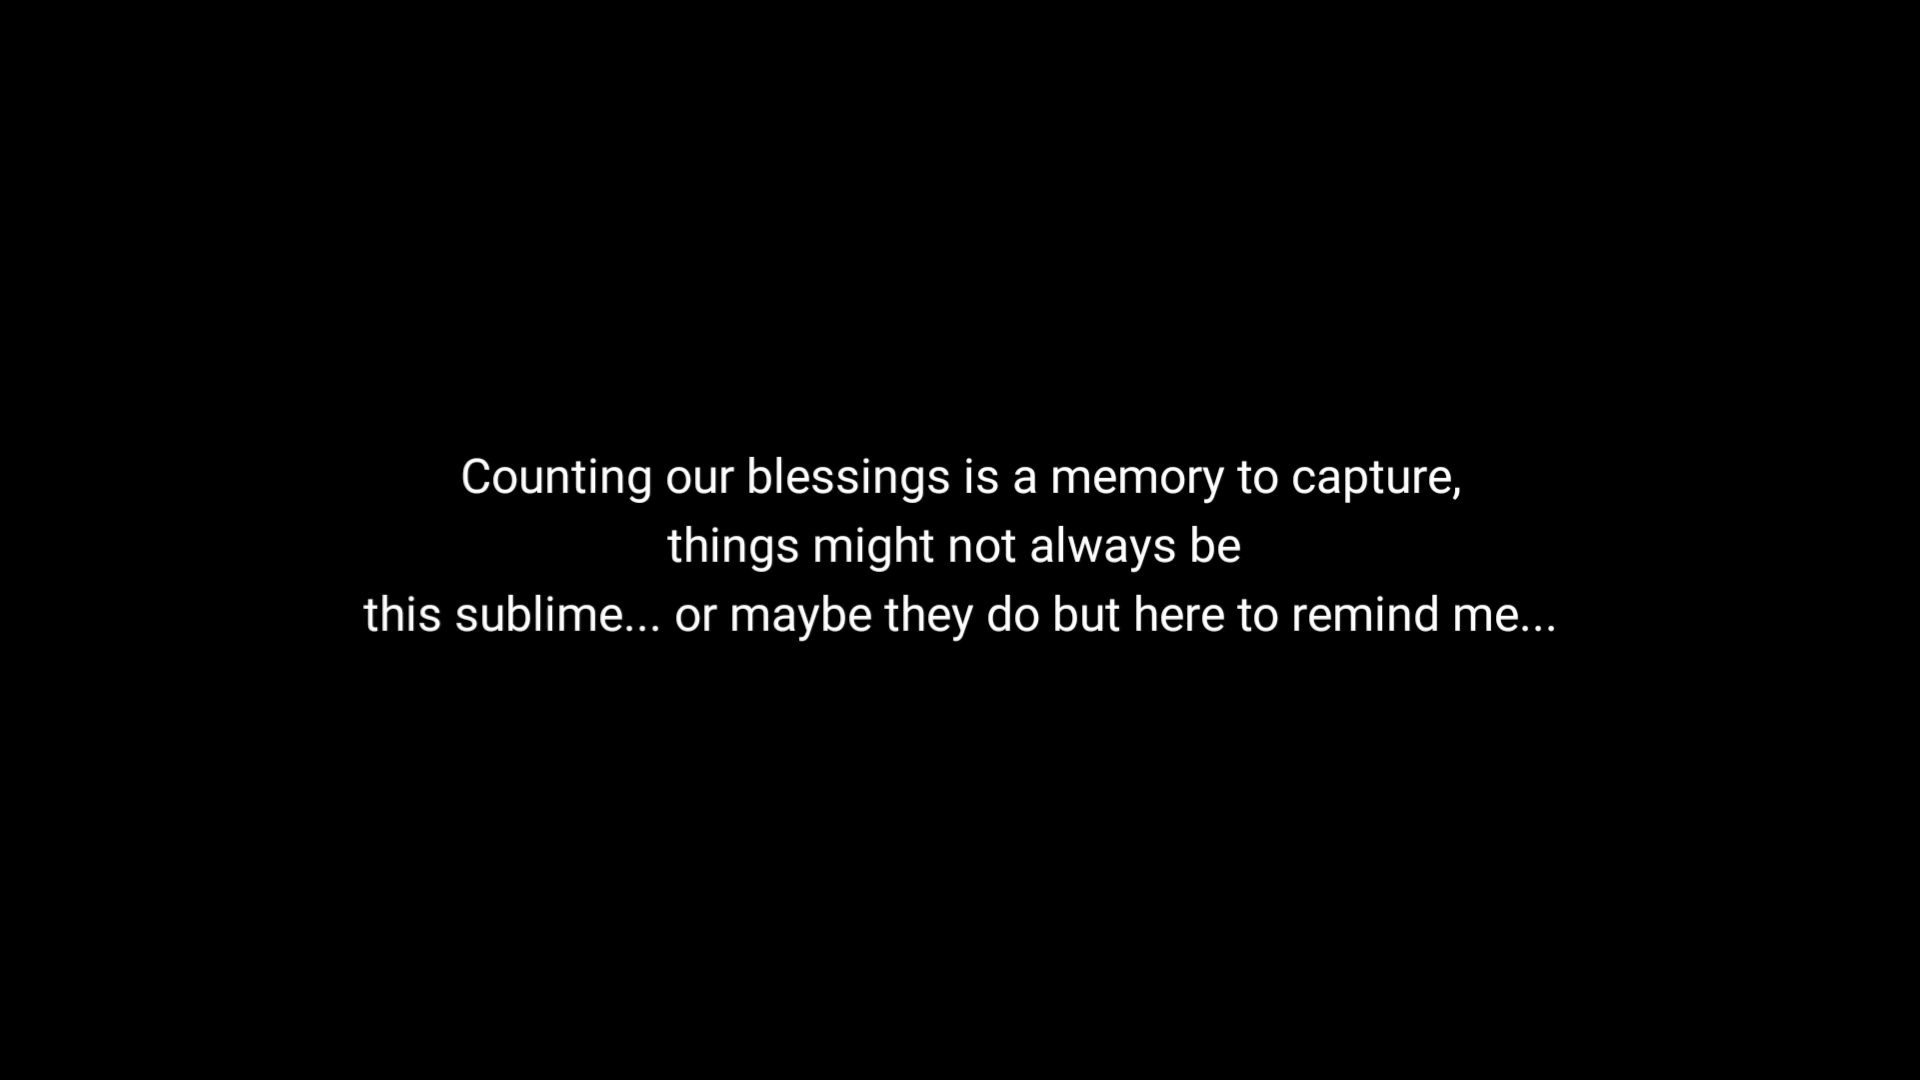 Counting our blessings is a memory to capture,
things might not always be
this sublime... or maybe they do but here to remind me...